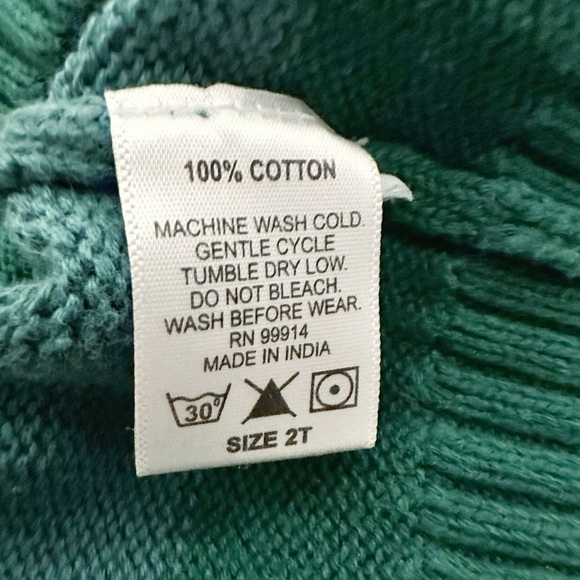 100% COTTON
MACHINE WASH COLD.
GENTLE CYCLE
TUMBLE DRY LOW.
DO NOT BLEACH.
WASH BEFORE WEAR.
RN 99914
MADE IN INDIA
30°
SIZE 2T